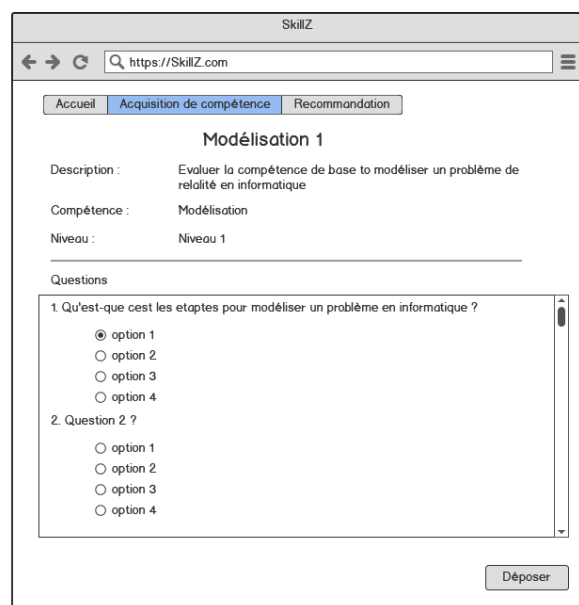 SkillZ
https://SkillZ.com
Accueil Acquisition de compétence Recommandation
Modélisation 1
Description : Evaluer la compétence de base to modéliser un problème de
relalité en informatique
Compétence : Modélisation
Niveau : Niveau 1
Questions
1. Qu'est-que cest les etaptes pour modéliser un problème en informatique ?
option 1
option 2
option 3
option 4
2. Question 2 ?
option 1
option 2
option 3
option 4
Déposer